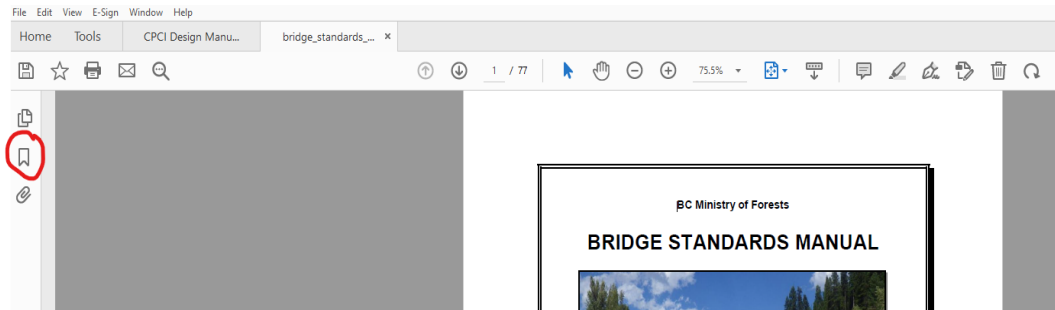 File Edit View E-Sign Window Help
Home Tools CPCI Design Manu... bridge_standards_... ×
1 / 77 75.5%
BC Ministry of Forests
BRIDGE STANDARDS MANUAL